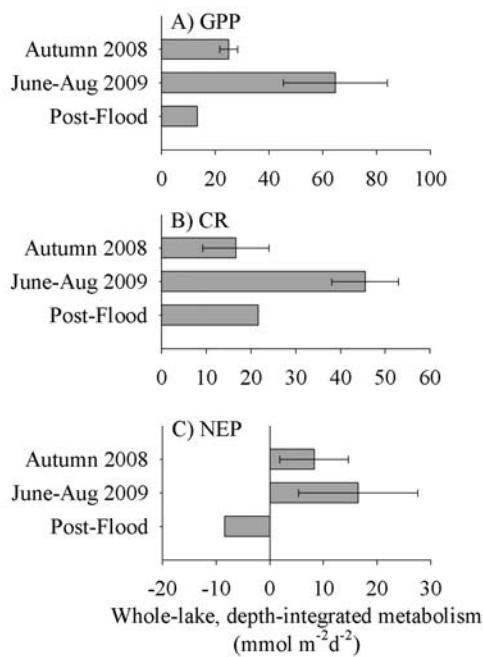 A) GPP
Autumn 2008
June-Aug 2009
Post-Flood
0 20 40 60 80 100
B) CR
Autumn 2008
June-Aug 2009
Post-Flood
0 10 20 30 40 50 60
C) NEP
Autumn 2008
June-Aug 2009
Post-Flood
-20 -10 0 10 20 30
Whole-lake, depth-integrated metabolism
(mmol m⁻²d⁻²)